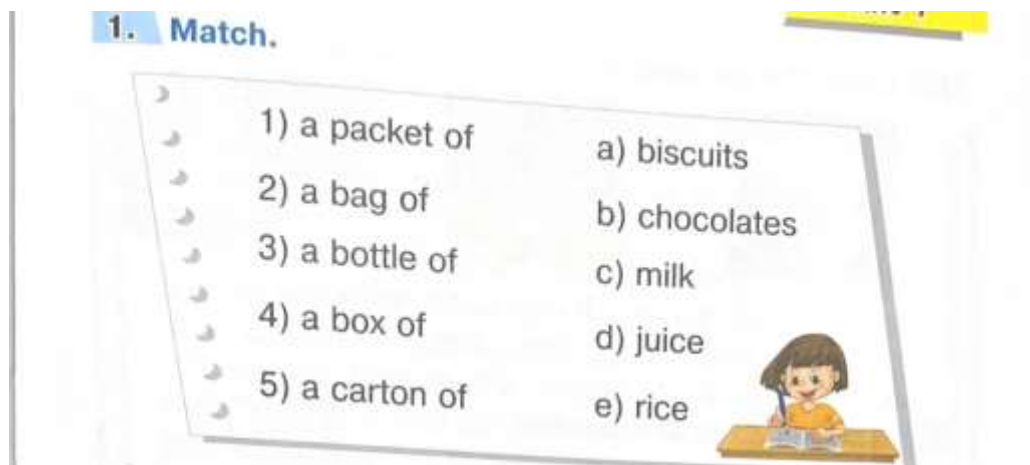 1. Match.
1) a packet of
a) biscuits
2) a bag of
b) chocolates
3) a bottle of
c) milk
4) a box of
d) juice
5) a carton of
e) rice